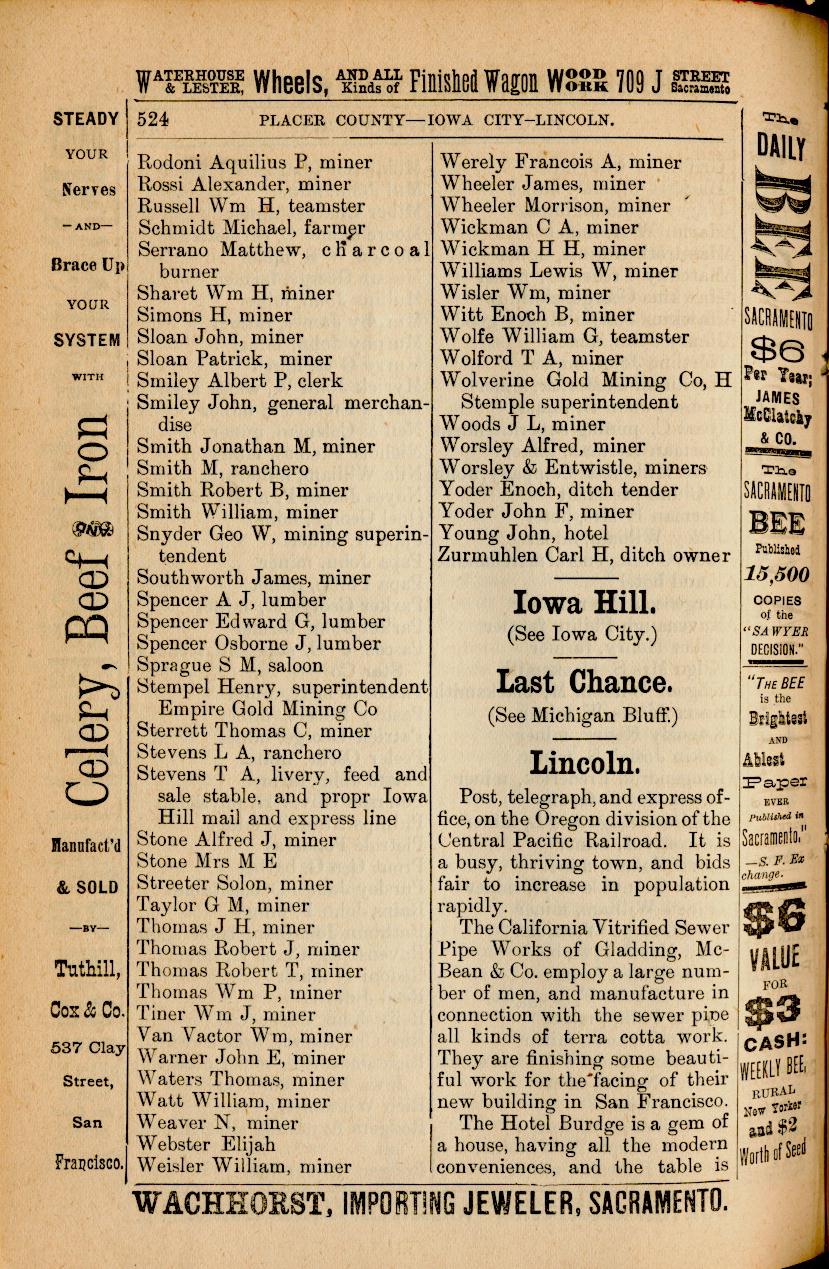 WATERHOUSE & LESTER, Wheels, AND ALL Kinds of Finished Wagon WOOD WORK 709 J STREET Sacramento
524 PLACER COUNTY—IOWA CITY–LINCOLN.
STEADY
YOUR
Nerves
—AND—
Brace Up
YOUR
SYSTEM
WITH
Celery, Beef AND Iron
Manufact'd
& SOLD
—BY—
Tuthill,
Cox & Co.
537 Clay
Street,
San
Francisco.
Rodoni Aquilius P, miner
Rossi Alexander, miner
Russell Wm H, teamster
Schmidt Michael, farmer
Serrano Matthew, charcoal
burner
Sharet Wm H, miner
Simons H, miner
Sloan John, miner
Sloan Patrick, miner
Smiley Albert P, clerk
Smiley John, general merchan-
dise
Smith Jonathan M, miner
Smith M, ranchero
Smith Robert B, miner
Smith William, miner
Snyder Geo W, mining superin-
tendent
Southworth James, miner
Spencer A J, lumber
Spencer Edward G, lumber
Spencer Osborne J, lumber
Sprague S M, saloon
Stempel Henry, superintendent
Empire Gold Mining Co
Sterrett Thomas C, miner
Stevens L A, ranchero
Stevens T A, livery, feed and
sale stable, and propr Iowa
Hill mail and express line
Stone Alfred J, miner
Stone Mrs M E
Streeter Solon, miner
Taylor G M, miner
Thomas J H, miner
Thomas Robert J, miner
Thomas Robert T, miner
Thomas Wm P, miner
Tiner Wm J, miner
Van Vactor Wm, miner
Warner John E, miner
Waters Thomas, miner
Watt William, miner
Weaver N, miner
Webster Elijah
Weisler William, miner
Werely Francois A, miner
Wheeler James, miner
Wheeler Morrison, miner
Wickman C A, miner
Wickman H H, miner
Williams Lewis W, miner
Wisler Wm, miner
Witt Enoch B, miner
Wolfe William G, teamster
Wolford T A, miner
Wolverine Gold Mining Co, H
Stemple superintendent
Woods J L, miner
Worsley Alfred, miner
Worsley & Entwistle, miners
Yoder Enoch, ditch tender
Yoder John F, miner
Young John, hotel
Zurmuhlen Carl H, ditch owner
Iowa Hill.
(See Iowa City.)
Last Chance.
(See Michigan Bluff.)
Lincoln.
Post, telegraph, and express of-
fice, on the Oregon division of the
Central Pacific Railroad. It is
a busy, thriving town, and bids
fair to increase in population
rapidly.
The California Vitrified Sewer
Pipe Works of Gladding, Mc-
Bean & Co. employ a large num-
ber of men, and manufacture in
connection with the sewer pipe
all kinds of terra cotta work.
They are finishing some beauti-
ful work for the facing of their
new building in San Francisco.
The Hotel Burdge is a gem of
a house, having all the modern
conveniences, and the table is
The
DAILY
BEE
SACRAMENTO
$6
Per Year;
JAMES
McClatchy
& CO.
The
SACRAMENTO
BEE
Published
15,500
COPIES
of the
"SAWYER
DECISION."
"THE BEE
is the
Brightest
AND
Ablest
Paper
EVER
Published in
Sacramento."
—S. F. Ex
change.
$6
VALUE
FOR
$3
CASH:
WEEKLY BEE,
RURAL
New Yorker
and $2
Worth of Seed
WACHHORST, IMPORTING JEWELER, SACRAMENTO.